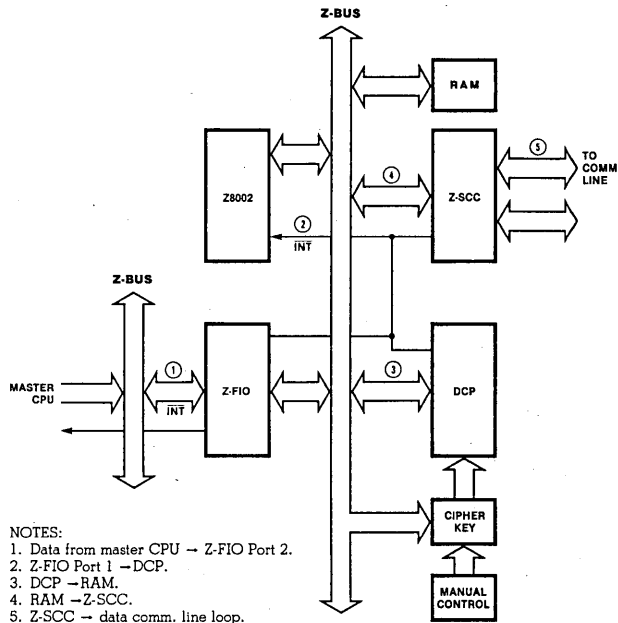 Z-BUS
RAM
5
TO
COMM
LINE
Z8002
4
Z-SCC
2
INT
Z-BUS
1
Z-FIO
3
DCP
MASTER
CPU
INT
CIPHER
KEY
MANUAL
CONTROL
NOTES:
1. Data from master CPU → Z-FIO Port 2.
2. Z-FIO Port 1 → DCP.
3. DCP → RAM.
4. RAM → Z-SCC.
5. Z-SCC → data comm. line loop.